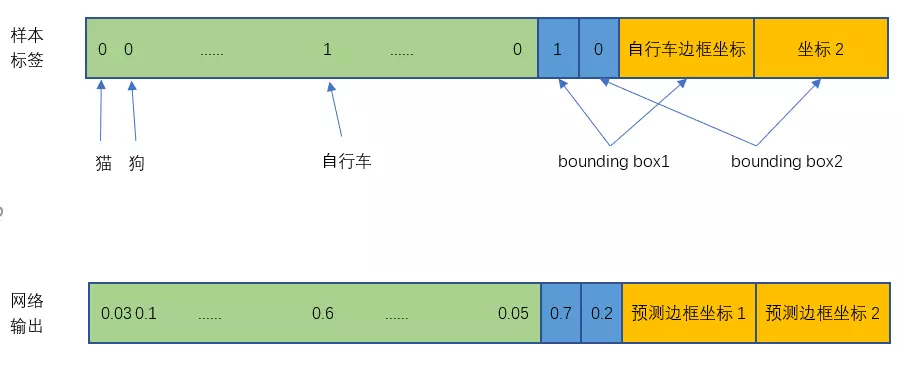 样本
标签
0 0 ...... 1 ...... 0 1 0 自行车边框坐标 坐标 2
猫 狗 自行车 bounding box1 bounding box2
网络
输出
0.03 0.1 ...... 0.6 ...... 0.05 0.7 0.2 预测边框坐标 1 预测边框坐标 2